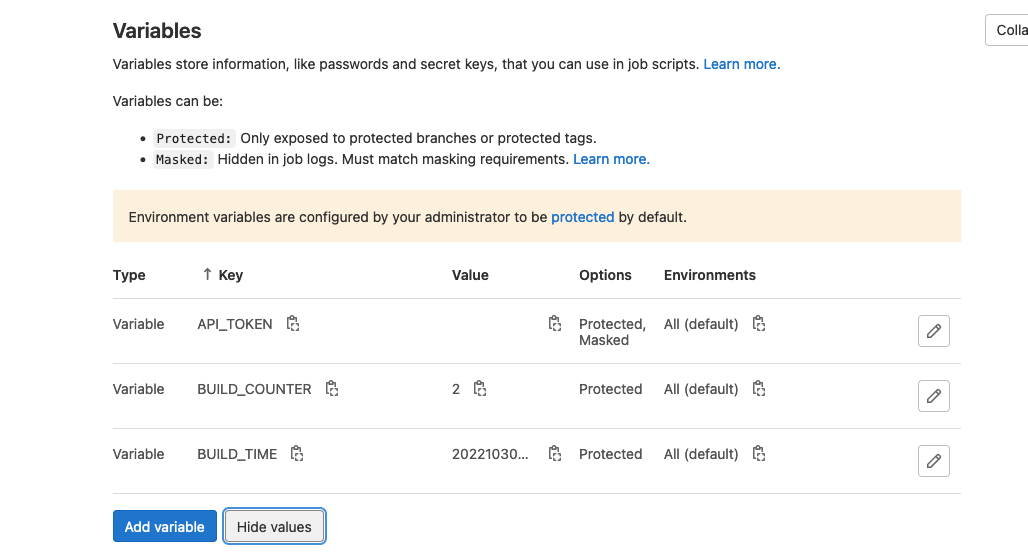 Variables
Colla
Variables store information, like passwords and secret keys, that you can use in job scripts. Learn more.
Variables can be:
• Protected: Only exposed to protected branches or protected tags.
• Masked: Hidden in job logs. Must match masking requirements. Learn more.
Environment variables are configured by your administrator to be protected by default.
Type ↑ Key Value Options Environments
Variable API_TOKEN Protected, All (default)
Masked
Variable BUILD_COUNTER 2 Protected All (default)
Variable BUILD_TIME 20221030... Protected All (default)
Add variable Hide values